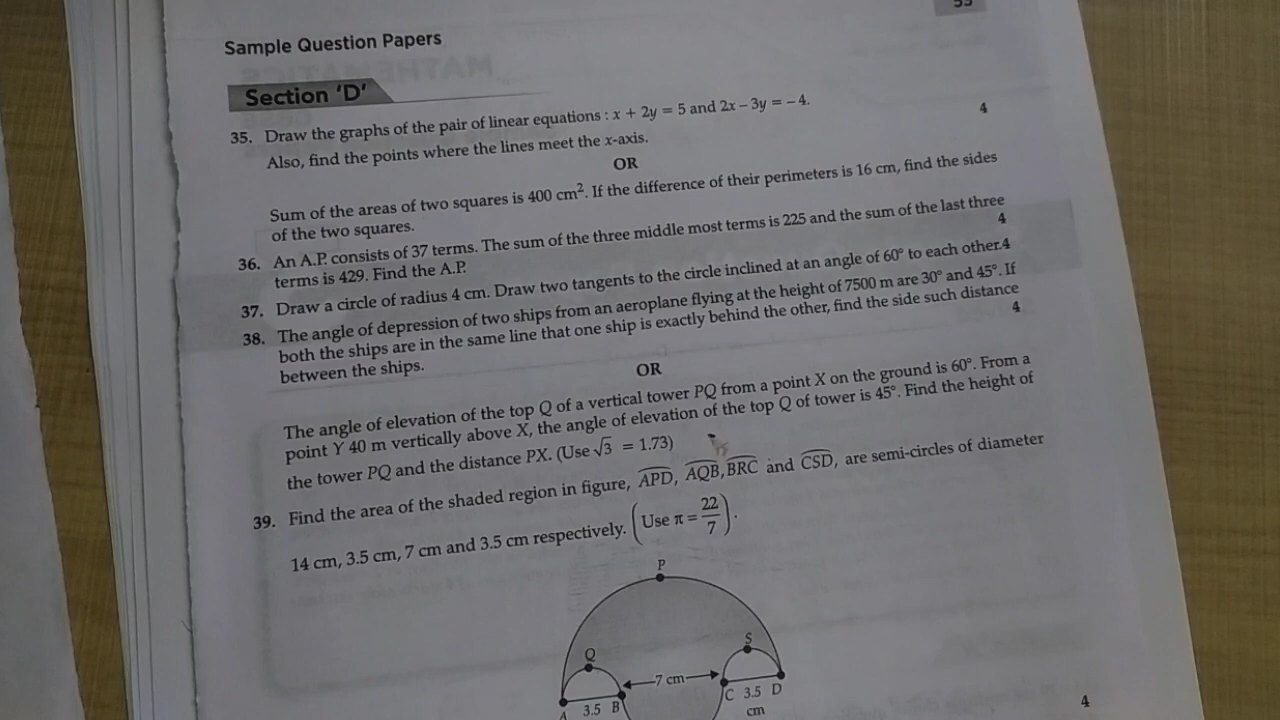 55
Sample Question Papers
Section 'D'
35. Draw the graphs of the pair of linear equations : x + 2y = 5 and 2x – 3y = – 4.
Also, find the points where the lines meet the x-axis. 4
OR
Sum of the areas of two squares is 400 cm². If the difference of their perimeters is 16 cm, find the sides
of the two squares.
36. An A.P. consists of 37 terms. The sum of the three middle most terms is 225 and the sum of the last three
terms is 429. Find the A.P. 4
37. Draw a circle of radius 4 cm. Draw two tangents to the circle inclined at an angle of 60° to each other.4
38. The angle of depression of two ships from an aeroplane flying at the height of 7500 m are 30° and 45°. If
both the ships are in the same line that one ship is exactly behind the other, find the side such distance
between the ships. 4
OR
The angle of elevation of the top Q of a vertical tower PQ from a point X on the ground is 60°. From a
point Y 40 m vertically above X, the angle of elevation of the top Q of tower is 45°. Find the height of
the tower PQ and the distance PX. (Use √3 = 1.73)
39. Find the area of the shaded region in figure, APD, AQB, BRC and CSD, are semi-circles of diameter
14 cm, 3.5 cm, 7 cm and 3.5 cm respectively. (Use π = 22/7).
P
Q
S
7 cm
A 3.5 B
C 3.5 D
cm
4